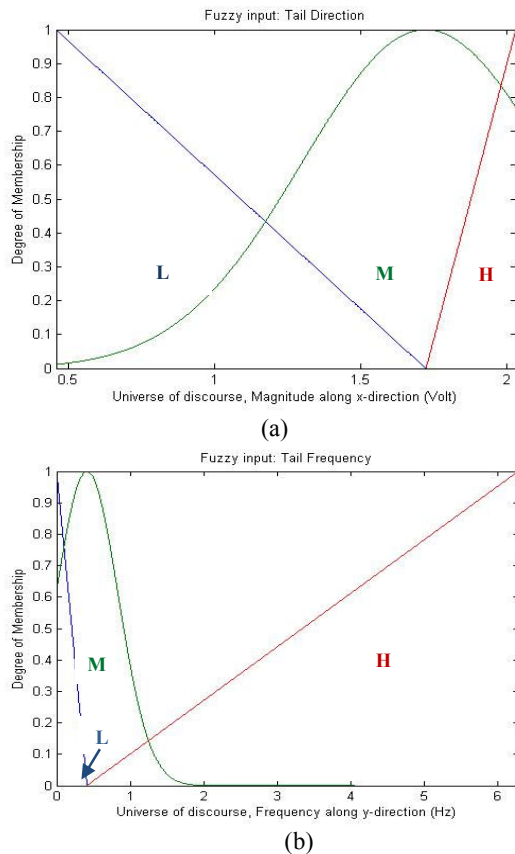 Fuzzy input: Tail Direction
1
0.9
0.8
0.7
0.6
0.5
0.4
0.3
0.2
0.1
0
Degree of Membership
L
M
H
0.5
1
1.5
2
Universe of discourse, Magnitude along x-direction (Volt)
(a)
Fuzzy input: Tail Frequency
1
0.9
0.8
0.7
0.6
0.5
0.4
0.3
0.2
0.1
0
Degree of Membership
M
H
L
0
1
2
3
4
5
6
Universe of discourse, Frequency along y-direction (Hz)
(b)